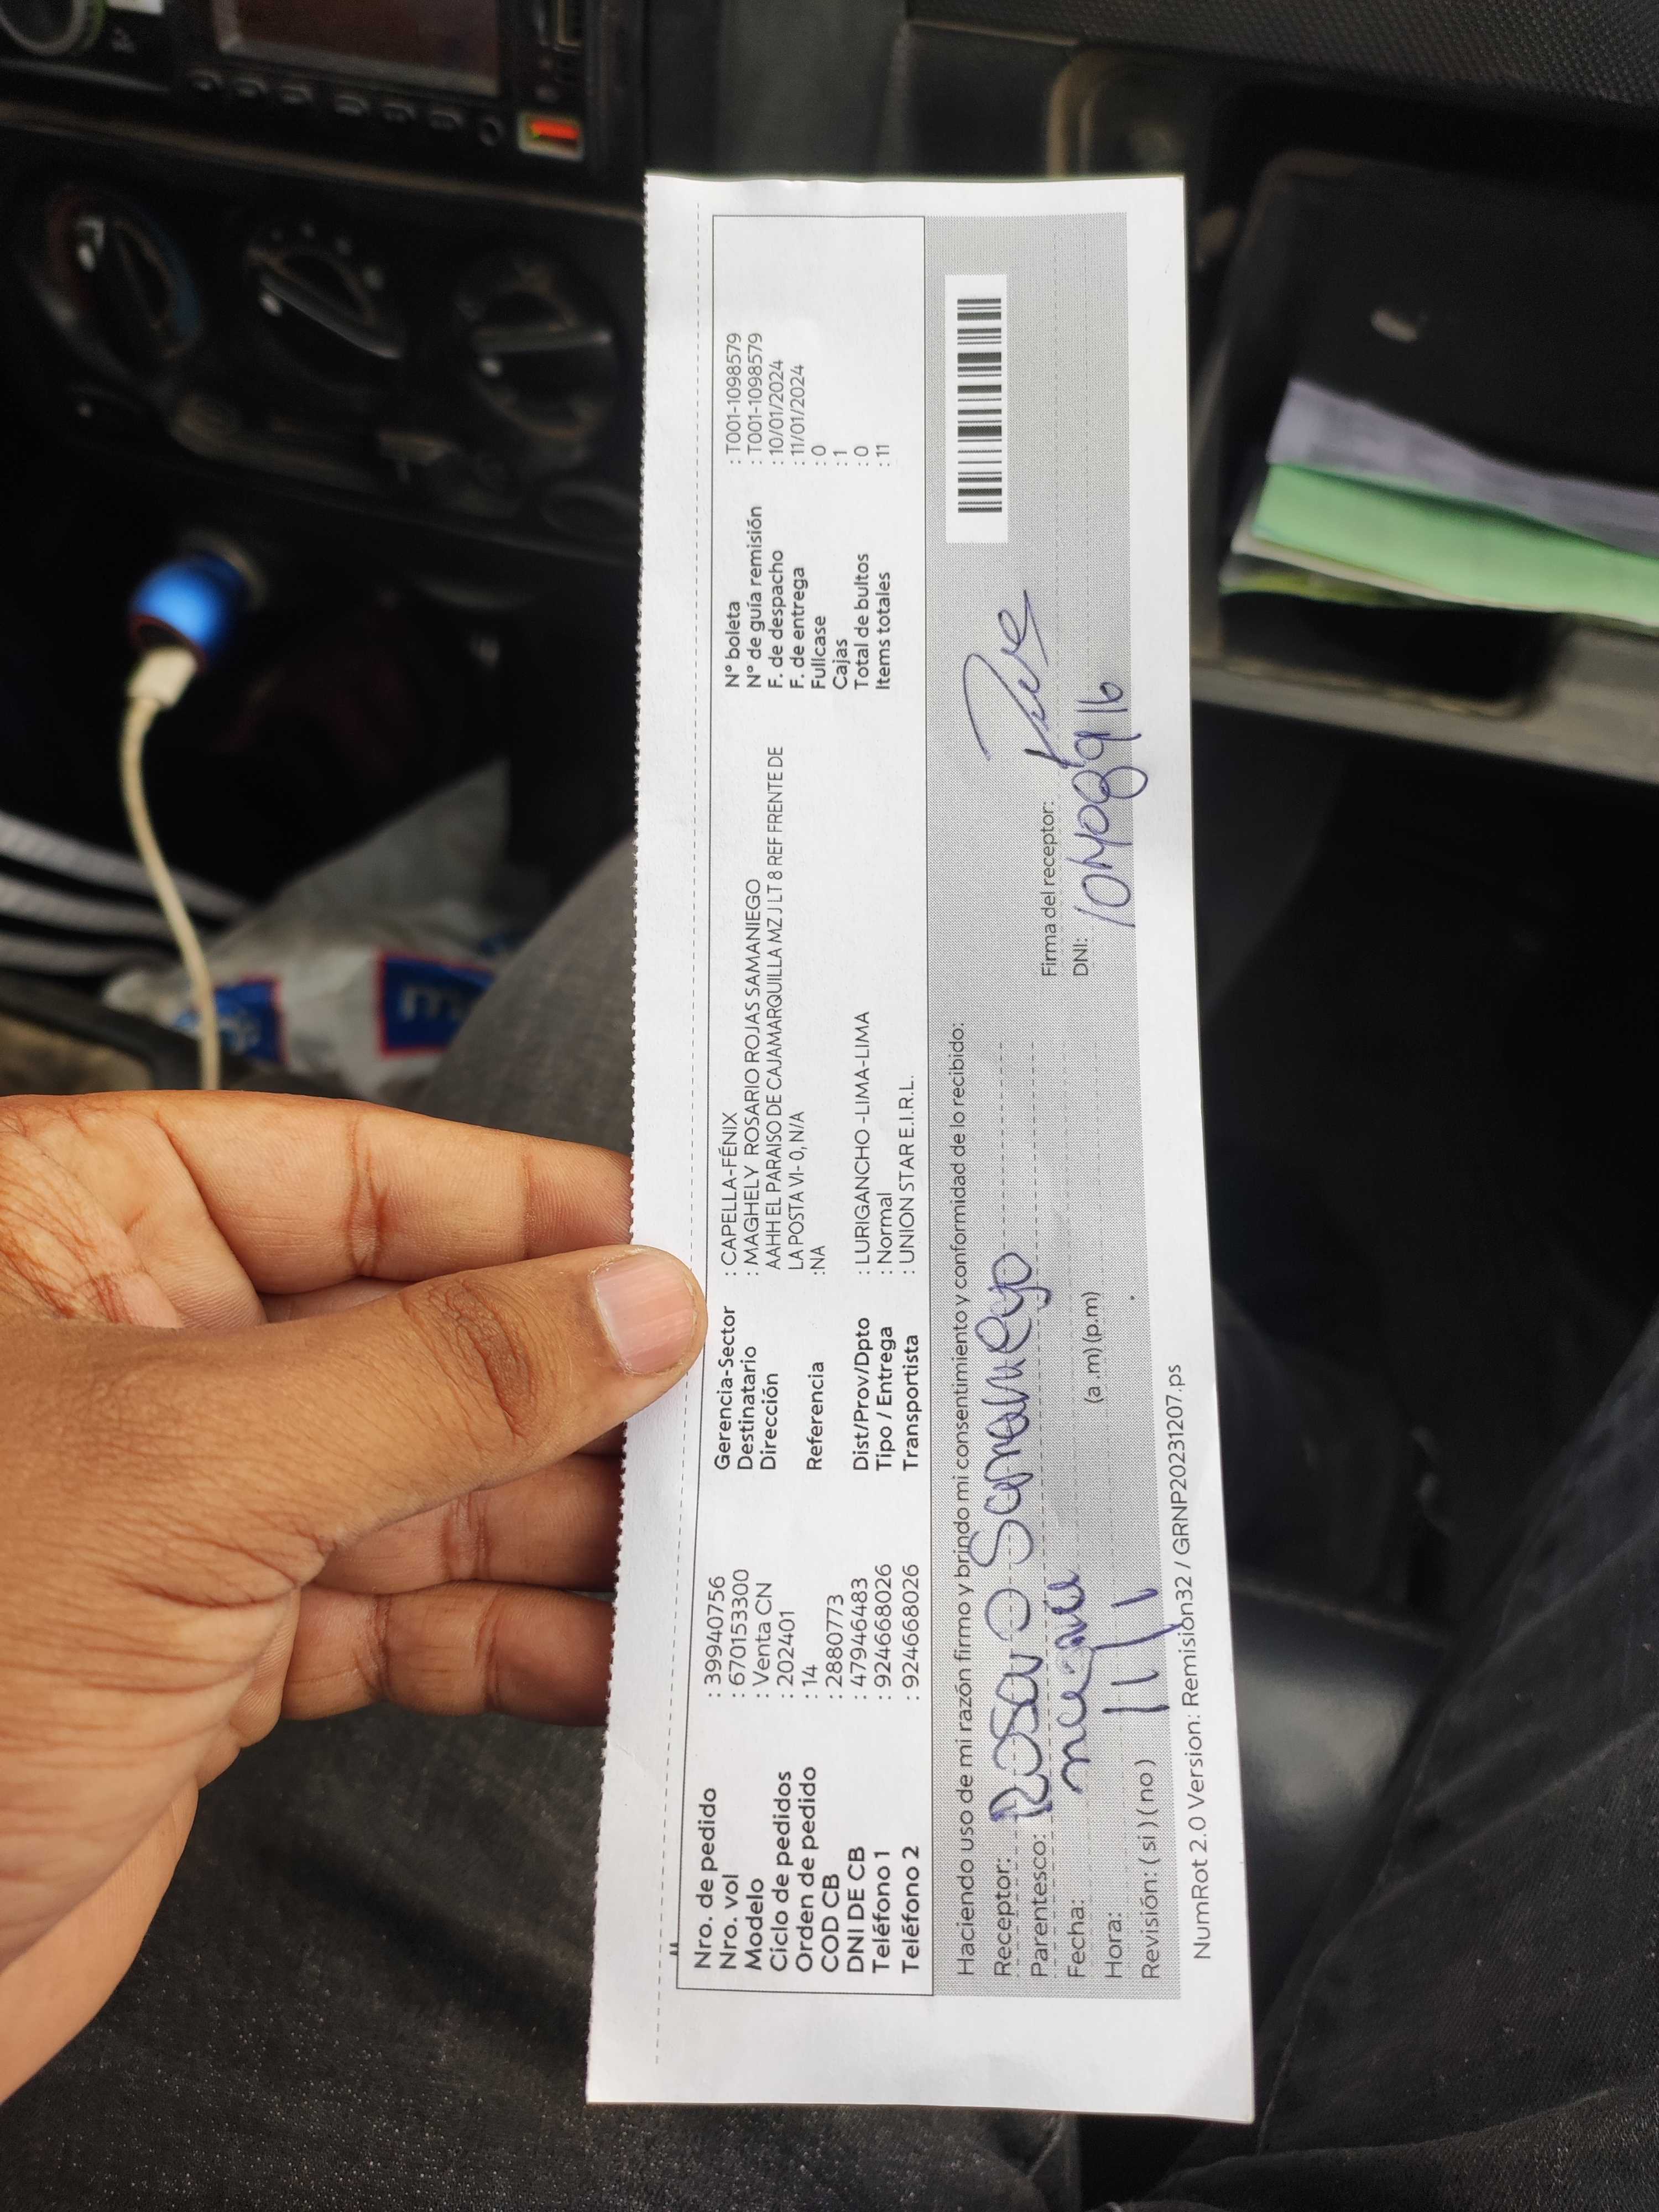 Nro. de pedido : 39940756
Nro. vol : 670153300
Modelo : Venta CN
Ciclo de pedidos : 202401
Orden de pedido : 14
COD CB : 2880773
DNI DE CB : 47946483
Teléfono 1 : 924668026
Teléfono 2 : 924668026
Gerencia-Sector : CAPELLA-FÉNIX
Destinatario : MAGHELY ROSARIO ROJAS SAMANIEGO
Dirección AAHH EL PARAISO DE CAJAMARQUILLA MZ J LT 8 REF FRENTE DE
LA POSTA VI- 0, N/A
Referencia :NA
Dist/Prov/Dpto : LURIGANCHO -LIMA-LIMA
Tipo / Entrega : Normal
Transportista : UNION STAR E.I.R.L.
N° boleta : T001-1098579
N° de guía remisión : T001-1098579
F. de despacho : 10/01/2024
F. de entrega : 11/01/2024
Fullcase : 0
Cajas : 1
Total de bultos : 0
Items totales : 11
Haciendo uso de mi razón firmo y brindo mi consentimiento y conformidad de lo recibido:
Receptor: Samaniego
Parentesco:
Fecha:
Hora: (a .m) (p.m)
Revisión: ( si ) ( no )
Firma del receptor:
DNI:
NumRot 2.0 Version: Remisión32 / GRNP20231207.ps